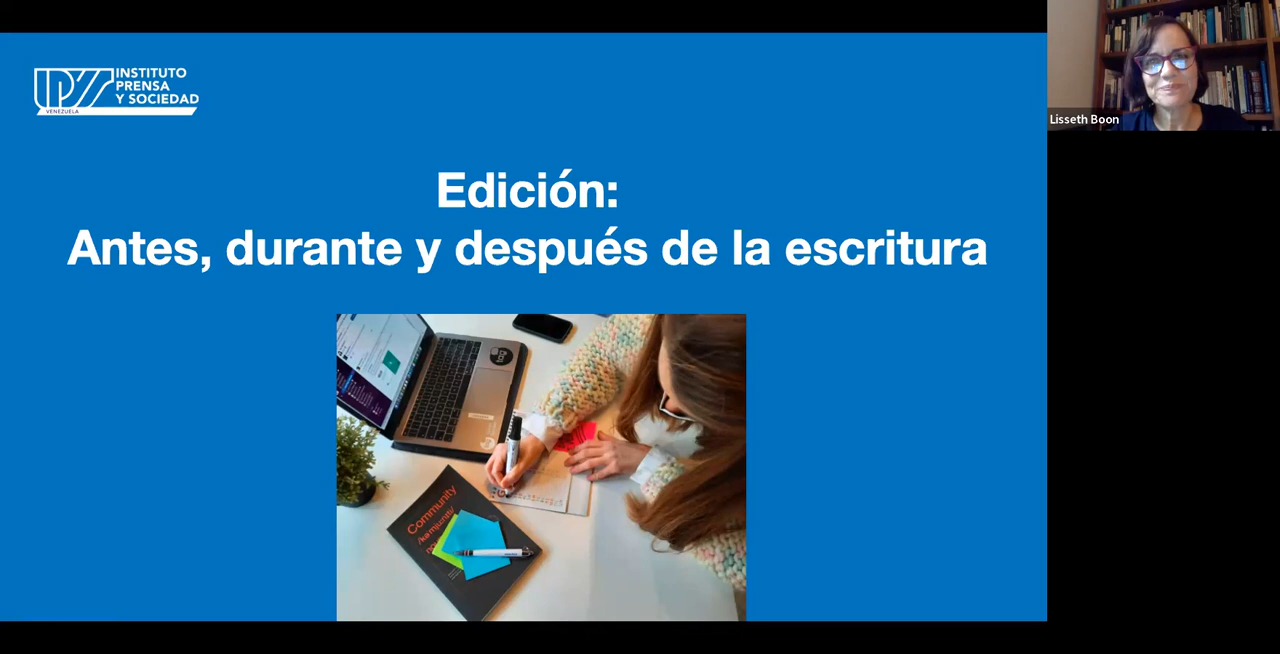 INSTITUTO
PRENSA
Y SOCIEDAD
VENEZUELA
Lisseth Boon
Edición:
Antes, durante y después de la escritura
Community